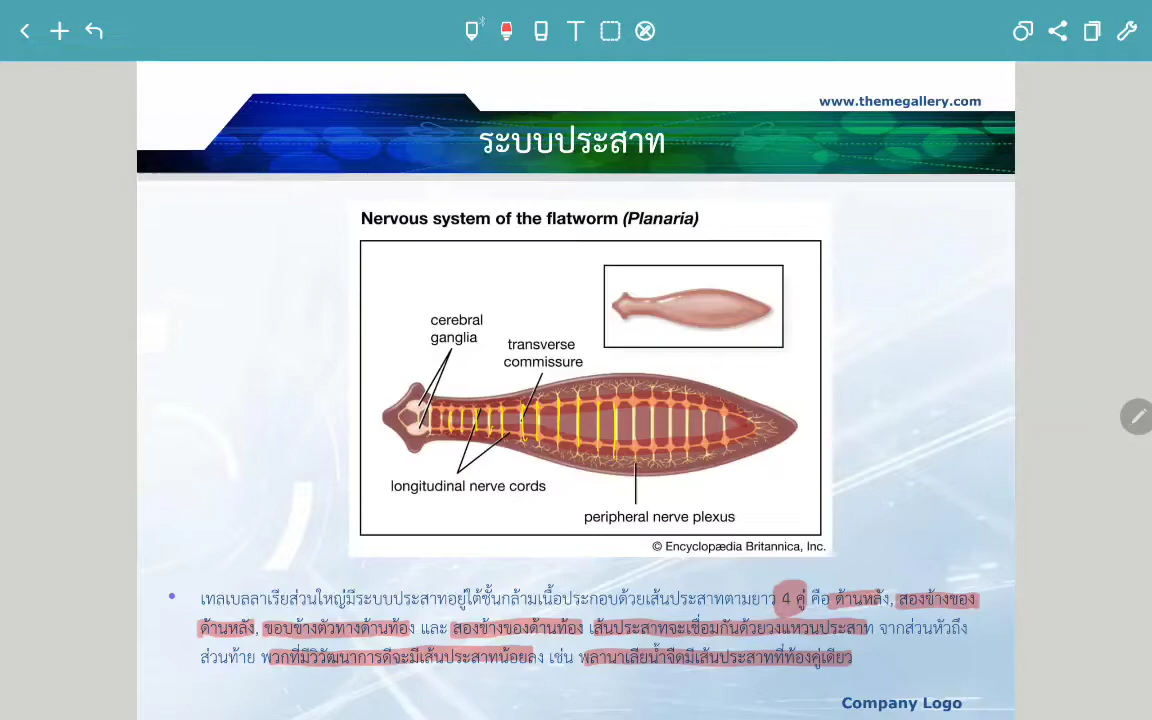 www.themegallery.com
ระบบประสาท
Nervous system of the flatworm (Planaria)
cerebral
ganglia
transverse
commissure
longitudinal nerve cords
peripheral nerve plexus
© Encyclopædia Britannica, Inc.
• เทลเบลลาเรียส่วนใหญ่มีระบบประสาทอยู่ใต้ชั้นกล้ามเนื้อประกอบด้วยเส้นประสาทตามยาว 4 คู่ คือ ด้านหลัง, สองข้างของ
ด้านหลัง, ขอบข้างตัวทางด้านท้อง และ สองข้างของด้านท้อง เส้นประสาทจะเชื่อมกันด้วยวงแหวนประสาท จากส่วนหัวถึง
ส่วนท้าย พวกที่มีวิวัฒนาการดีจะมีเส้นประสาทน้อยลง เช่น พลานาเลียน้ำจืดมีเส้นประสาทที่ท้องคู่เดียว
Company Logo